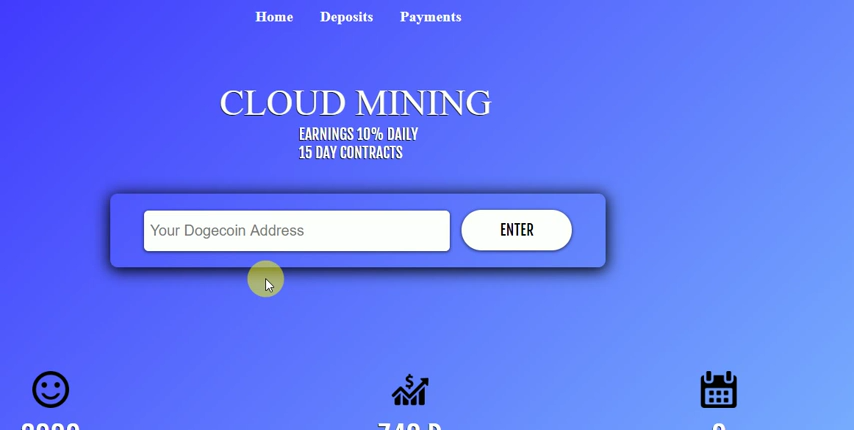 Home Deposits Payments
CLOUD MINING
EARNINGS 10% DAILY
15 DAY CONTRACTS
Your Dogecoin Address
ENTER